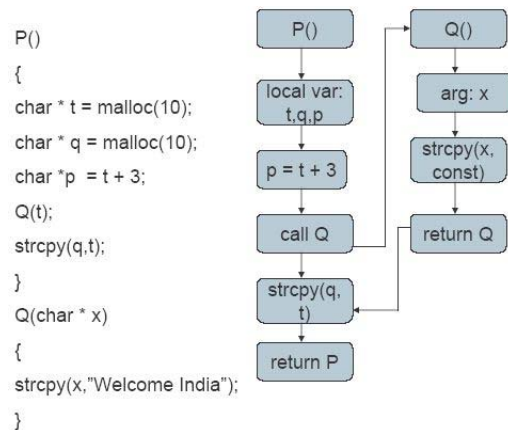 P()
{
char * t = malloc(10);
char * q = malloc(10);
char *p = t + 3;
Q(t);
strcpy(q,t);
}
Q(char * x)
{
strcpy(x,"Welcome India");
}
P()
local var:
t,q,p
p = t + 3
call Q
strcpy(q,
t)
return P
Q()
arg: x
strcpy(x,
const)
return Q